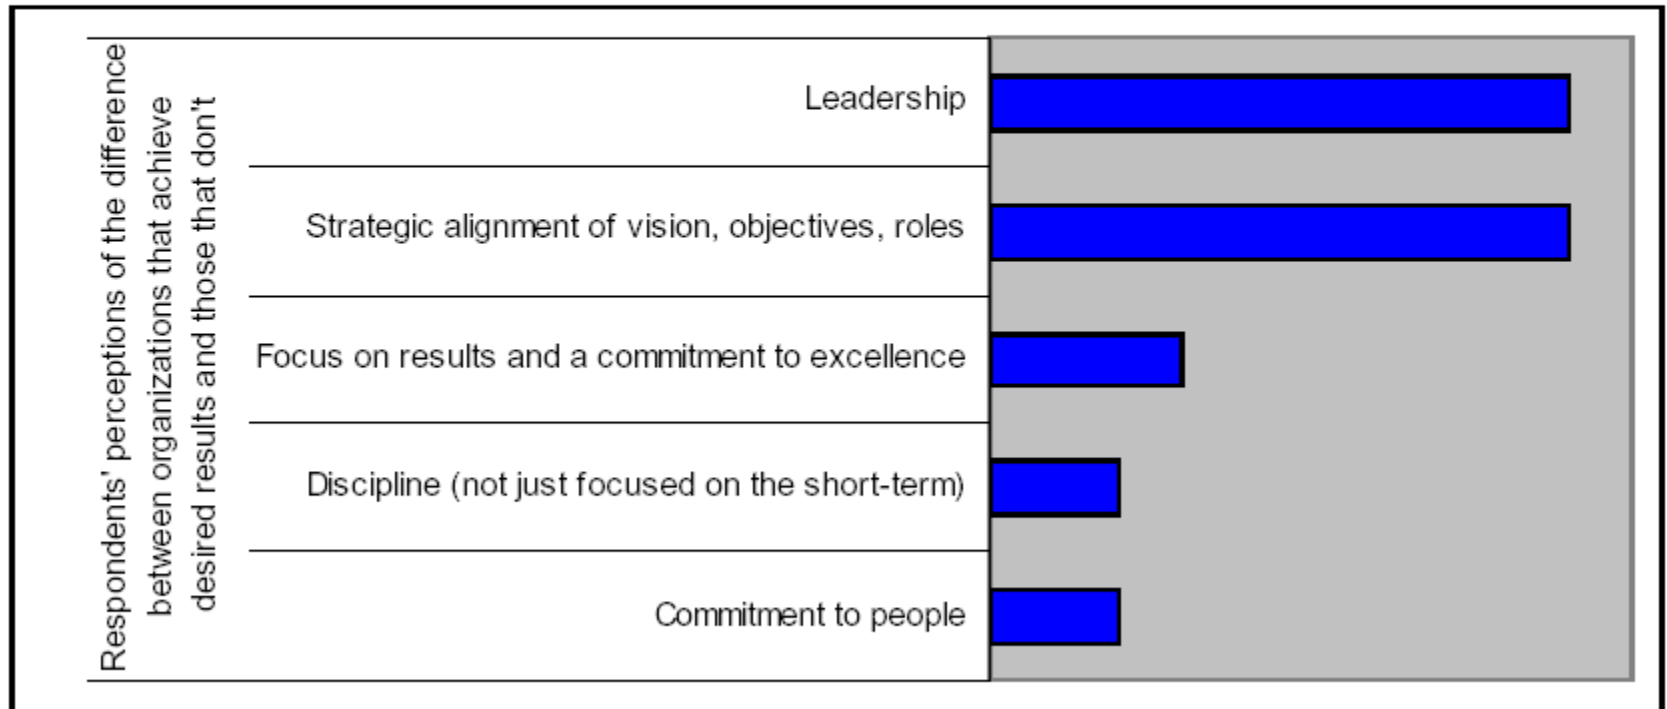 Respondents' perceptions of the difference
between organizations that achieve
desired results and those that don't
Leadership
Strategic alignment of vision, objectives, roles
Focus on results and a commitment to excellence
Discipline (not just focused on the short-term)
Commitment to people